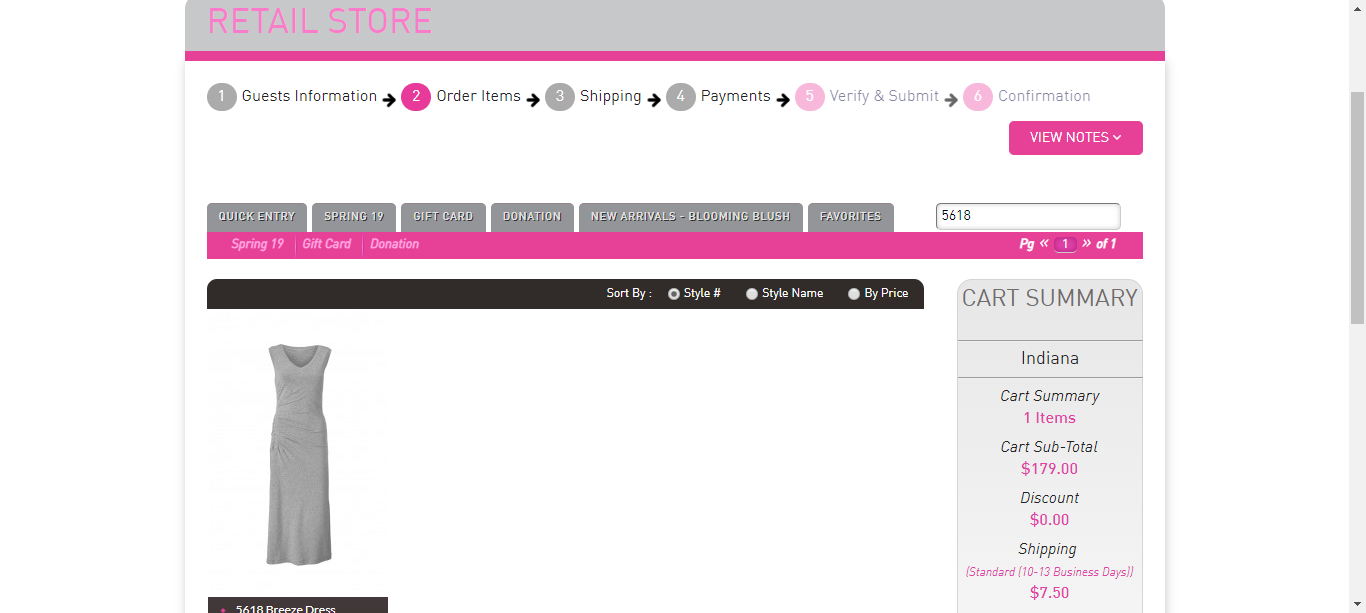 RETAIL STORE
1 Guests Information 2 Order Items 3 Shipping 4 Payments 5 Verify & Submit 6 Confirmation
VIEW NOTES
QUICK ENTRY SPRING 19 GIFT CARD DONATION NEW ARRIVALS - BLOOMING BLUSH FAVORITES 5618
Spring 19 Gift Card Donation Pg « 1 » of 1
Sort By : Style # Style Name By Price
CART SUMMARY
Indiana
Cart Summary
1 Items
Cart Sub-Total
$179.00
Discount
$0.00
Shipping
(Standard (10-13 Business Days))
$7.50
5618 Breeze Dress